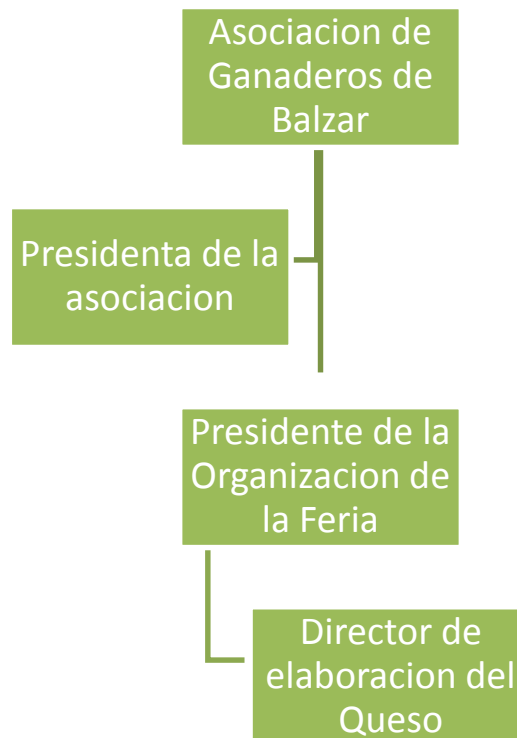 Asociacion de
Ganaderos de
Balzar
Presidenta de la
asociacion
Presidente de la
Organizacion de
la Feria
Director de
elaboracion del
Queso